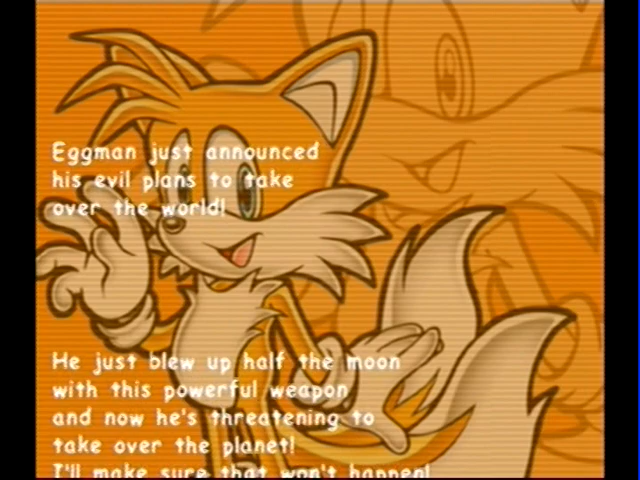 Eggman just announced
his evil plans to take
over the world!
He just blew up half the moon
with this powerful weapon
and now he's threatening to
take over the planet!
I'll make sure that won't happen!